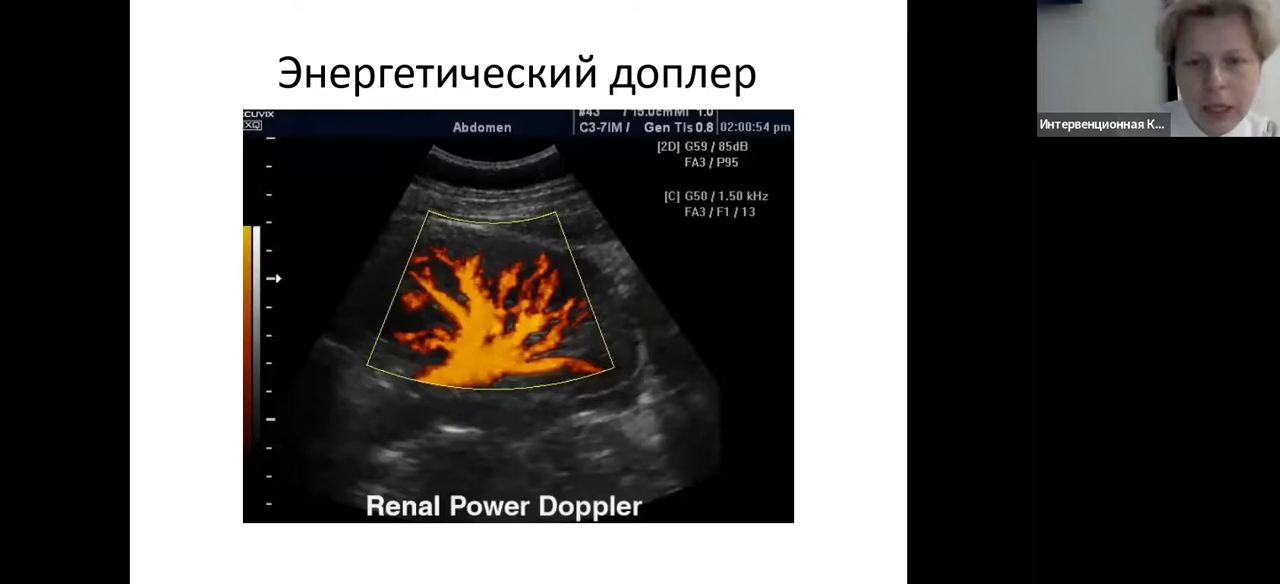 Энергетический доплер
Abdomen
C3-7IM / Gen TIs 0.8 02:00:54 pm
[2D] G59 / 85dB
FA3 / P95
[C] G50 / 1.50 kHz
FA3 / F1 / 13
XQ
Renal Power Doppler
Интервенционная К...